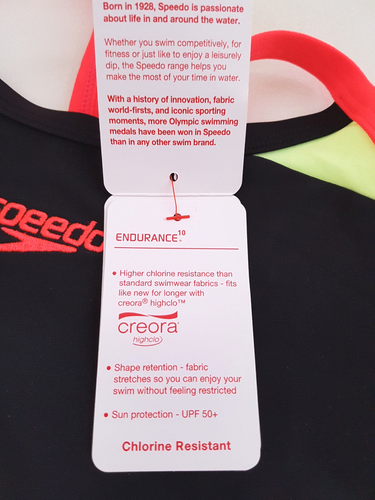 Born in 1928, Speedo is passionate
about life in and around the water.
Whether you swim competitively, for
fitness or just like to enjoy a leisurely
dip, the Speedo range helps you
make the most of your time in water.
With a history of innovation, fabric
world-firsts, and iconic sporting
moments, more Olympic swimming
medals have been won in Speedo
than in any other swim brand.
speedo
ENDURANCE10™
• Higher chlorine resistance than
standard swimwear fabrics - fits
like new for longer with
creora® highclo™
creora®
highclo™
• Shape retention - fabric
stretches so you can enjoy your
swim without feeling restricted
• Sun protection - UPF 50+
Chlorine Resistant